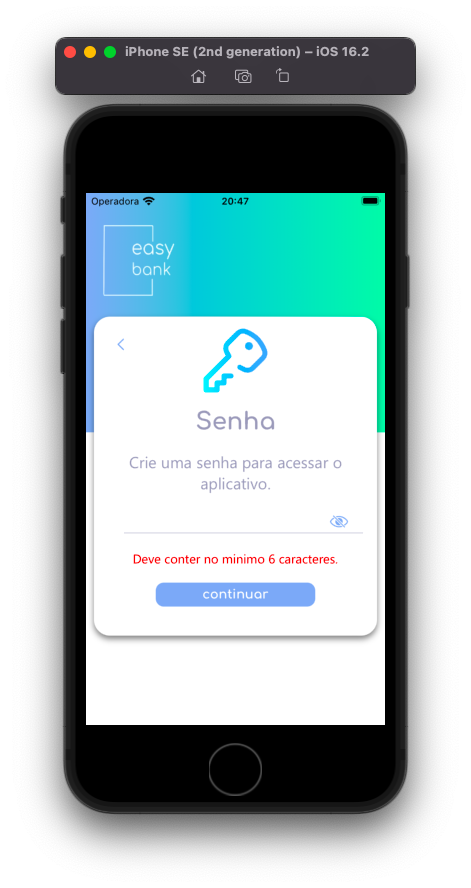 iPhone SE (2nd generation) – iOS 16.2
Operadora 20:47
easy
bank
Senha
Crie uma senha para acessar o
aplicativo.
Deve conter no minimo 6 caracteres.
continuar